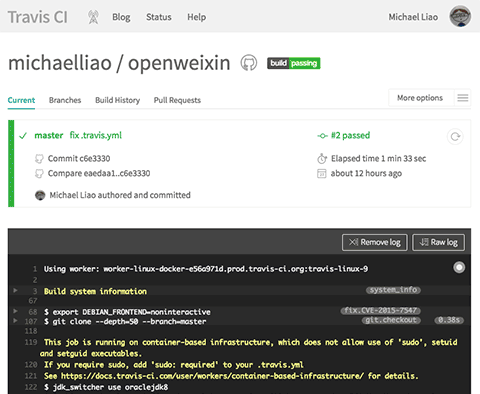 Travis CI Blog Status Help Michael Liao
michaelliao / openweixin build passing
Current Branches Build History Pull Requests More options
master fix .travis.yml #2 passed
Commit c6e3330 Elapsed time 1 min 33 sec
Compare eaedaa1..c6e3330 about 12 hours ago
Michael Liao authored and committed
Remove log Raw log
1 Using worker: worker-linux-docker-e56a971d.prod.travis-ci.org:travis-linux-9
2
3 Build system information system_info
67
68 $ export DEBIAN_FRONTEND=noninteractive fix.CVE-2015-7547
107 $ git clone --depth=50 --branch=master git.checkout 0.38s
118
119 This job is running on container-based infrastructure, which does not allow use of 'sudo', setuid
and setguid executables.
120 If you require sudo, add 'sudo: required' to your .travis.yml
121 See https://docs.travis-ci.com/user/workers/container-based-infrastructure/ for details.
122 $ jdk_switcher use oraclejdk8